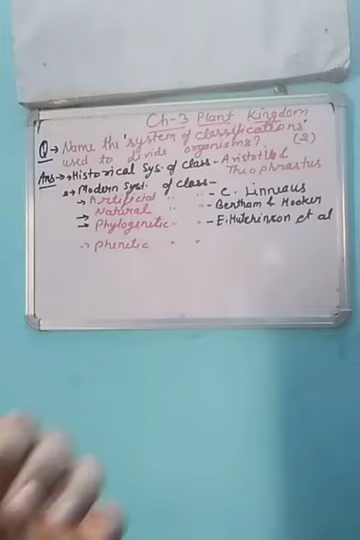 Ch-3 Plant Kingdom
Q → Name the 'system of classifications'
used to divide organisms? (2)
Ans →→ Historical Sys. of class - Aristotle &
Theophrastus
→ Modern Syst. of class -
→ Artificial " " - C. Linneaus
→ Natural " " - Bentham & Hooker
→ Phylogenetic " " - E. Hutchinson et al
→ Phenetic " "